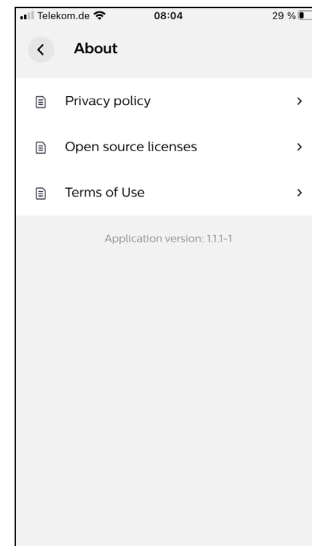 Telekom.de 08:04 29 %
About
Privacy policy
Open source licenses
Terms of Use
Application version: 1.1.1-1